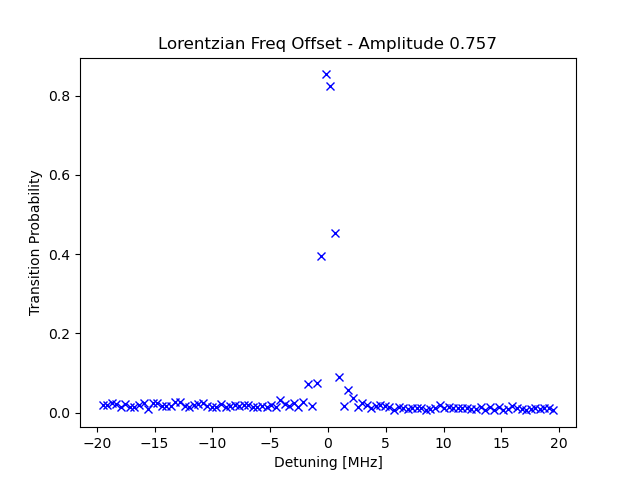 Lorentzian Freq Offset - Amplitude 0.757
Transition Probability
0.8
0.6
0.4
0.2
0.0
−20 −15 −10 −5 0 5 10 15 20
Detuning [MHz]